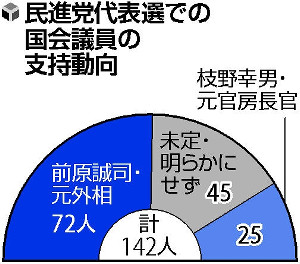 民進党代表選での
国会議員の
支持動向
枝野幸男・
元官房長官
未定・
明らかに
せず 45
前原誠司・
元外相
72人
25
計
142人